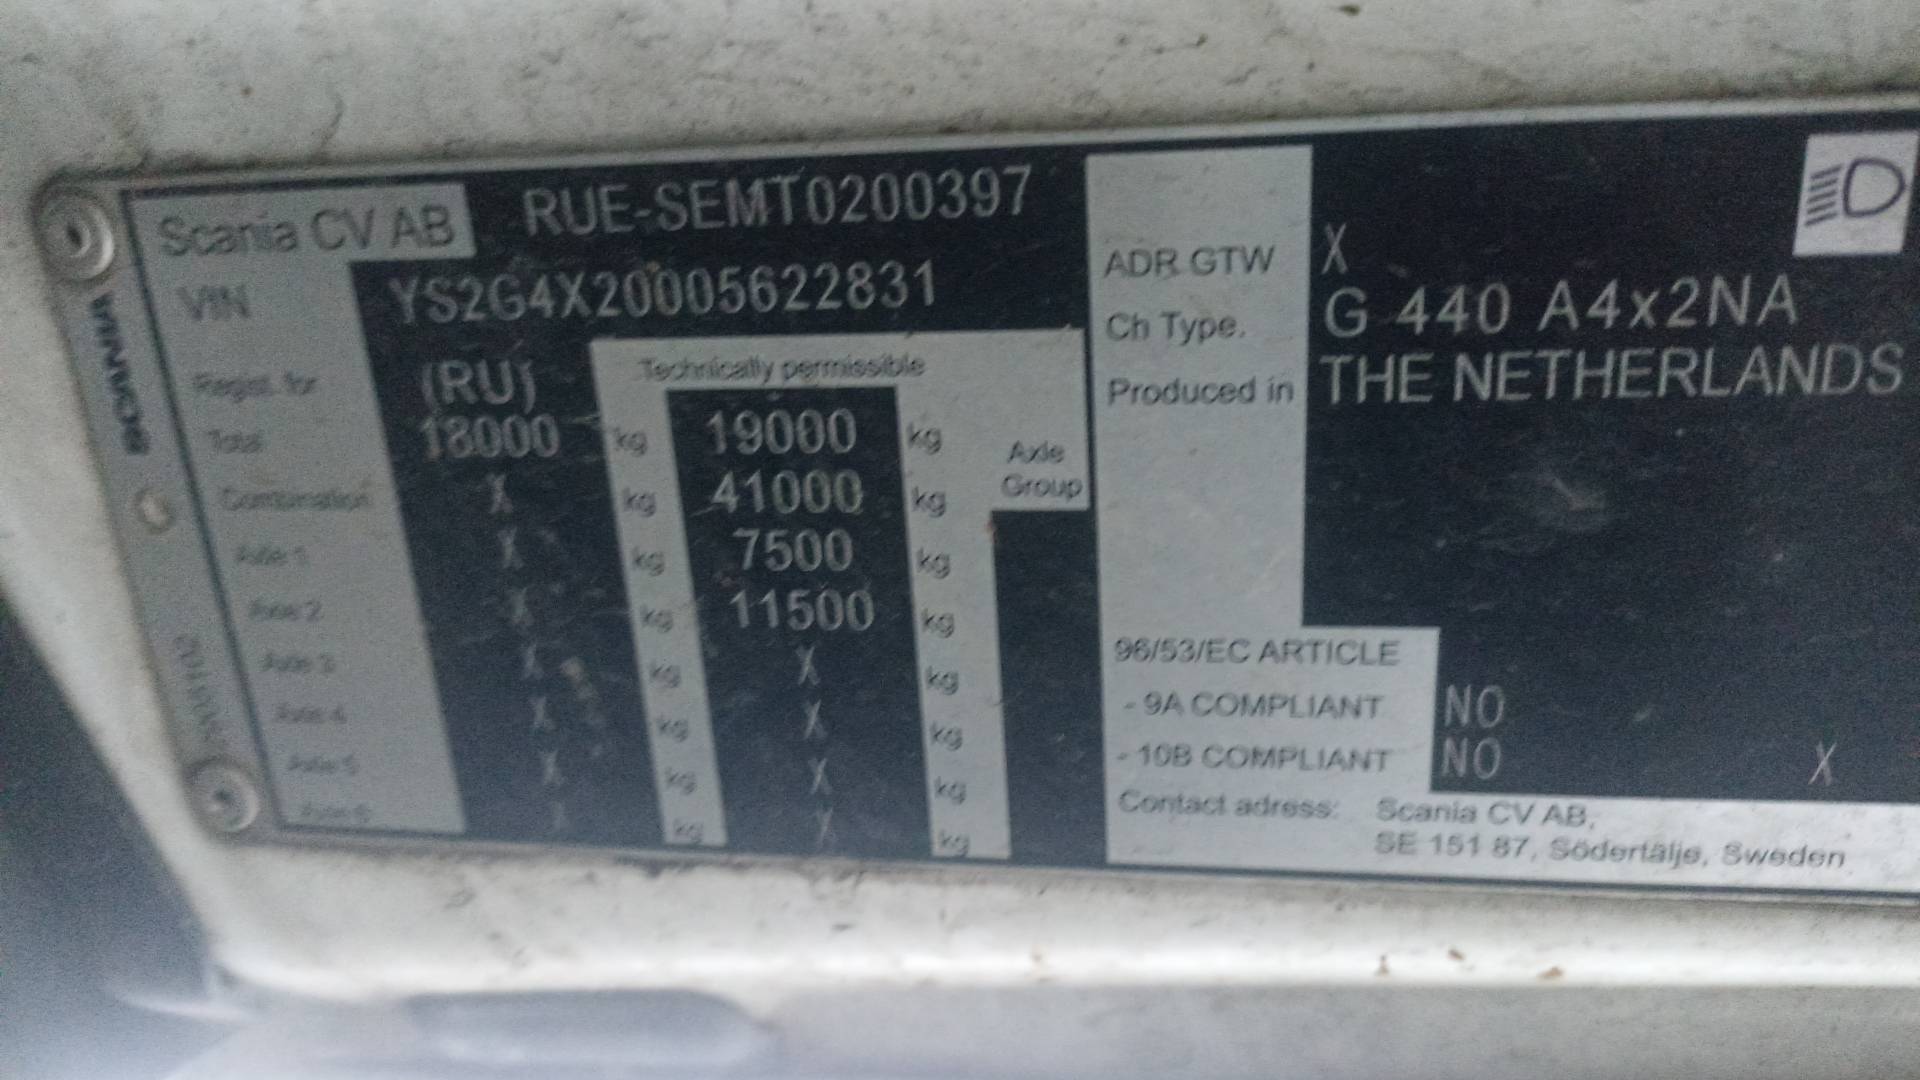 Scania CV AB RUE-SEMT0200397
VIN YS2G4X20005622831
SCANIA
Regist. for (RU)
Technically permissible
Total 18000 kg 19000 kg
Combination X kg 41000 kg
Axle Group
Axle 1 X kg 7500 kg
Axle 2 X kg 11500 kg
Axle 3 X kg X kg
Axle 4 X kg X kg
Axle 5 X kg X kg
Axle 6 X kg X kg
ADR GTW X
Ch Type. G 440 A4x2NA
Produced in THE NETHERLANDS
96/53/EC ARTICLE
- 9A COMPLIANT NO
- 10B COMPLIANT NO X
Contact adress: Scania CV AB,
SE 151 87, Södertälje, Sweden